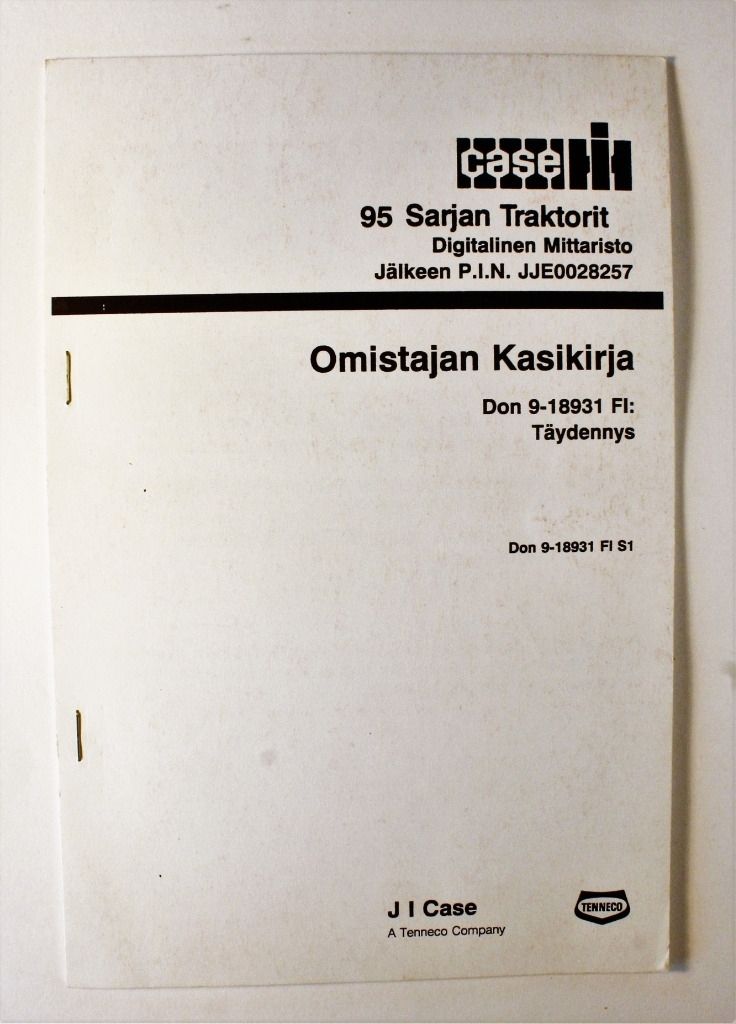 case IH
95 Sarjan Traktorit
Digitalinen Mittaristo
Jälkeen P.I.N. JJE0028257
Omistajan Kasikirja
Don 9-18931 FI:
Täydennys
Don 9-18931 FI S1
J I Case
A Tenneco Company
TENNECO